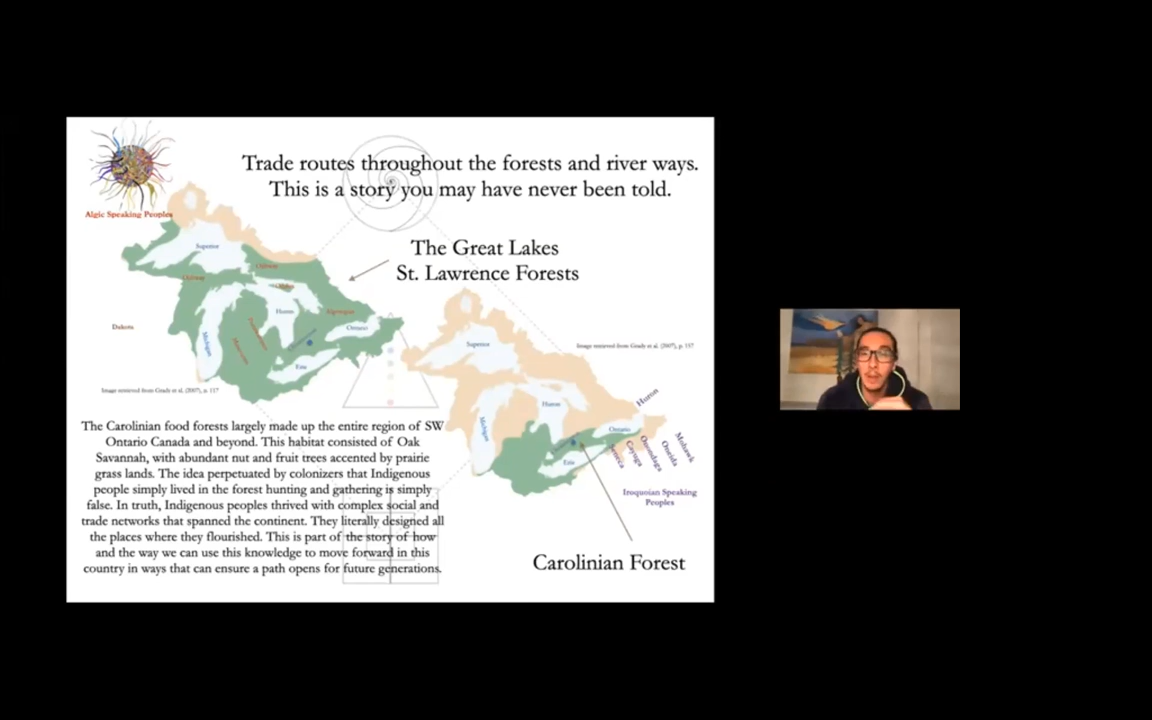 Trade routes throughout the forests and river ways.
This is a story you may have never been told.
Algic Speaking Peoples
The Great Lakes
St. Lawrence Forests
Superior
Ojibway
Ojibway
Huron
Algonquin
Ontario
Dakota
Michigan
Erie
Image retrieved from Grady et al. (2007), p. 117
Image retrieved from Grady et al. (2007), p. 137
Superior
Huron
Michigan
Ontario
Erie
Huron
Seneca
Cayuga
Onondaga
Oneida
Mohawk
Iroquoian Speaking
Peoples
Carolinian Forest
The Carolinian food forests largely made up the entire region of SW
Ontario Canada and beyond. This habitat consisted of Oak
Savannah, with abundant nut and fruit trees accented by prairie
grass lands. The idea perpetuated by colonizers that Indigenous
people simply lived in the forest hunting and gathering is simply
false. In truth, Indigenous peoples thrived with complex social and
trade networks that spanned the continent. They literally designed all
the places where they flourished. This is part of the story of how
and the way we can use this knowledge to move forward in this
country in ways that can ensure a path opens for future generations.